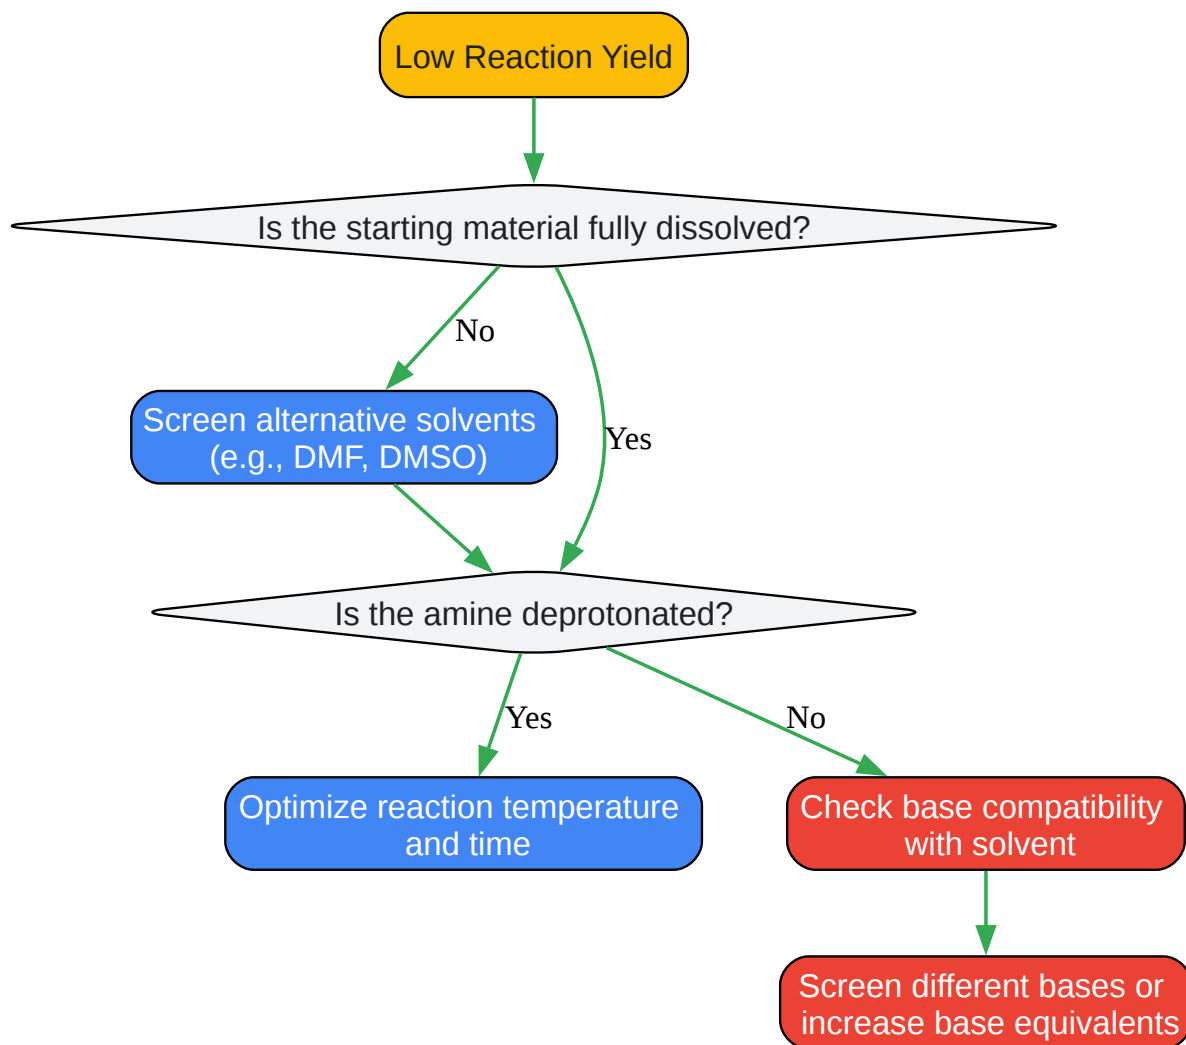 Low Reaction Yield
Is the starting material fully dissolved?
No
Screen alternative solvents
(e.g., DMF, DMSO)
Yes
Is the amine deprotonated?
Yes
No
Optimize reaction temperature
and time
Check base compatibility
with solvent
Screen different bases or
increase base equivalents